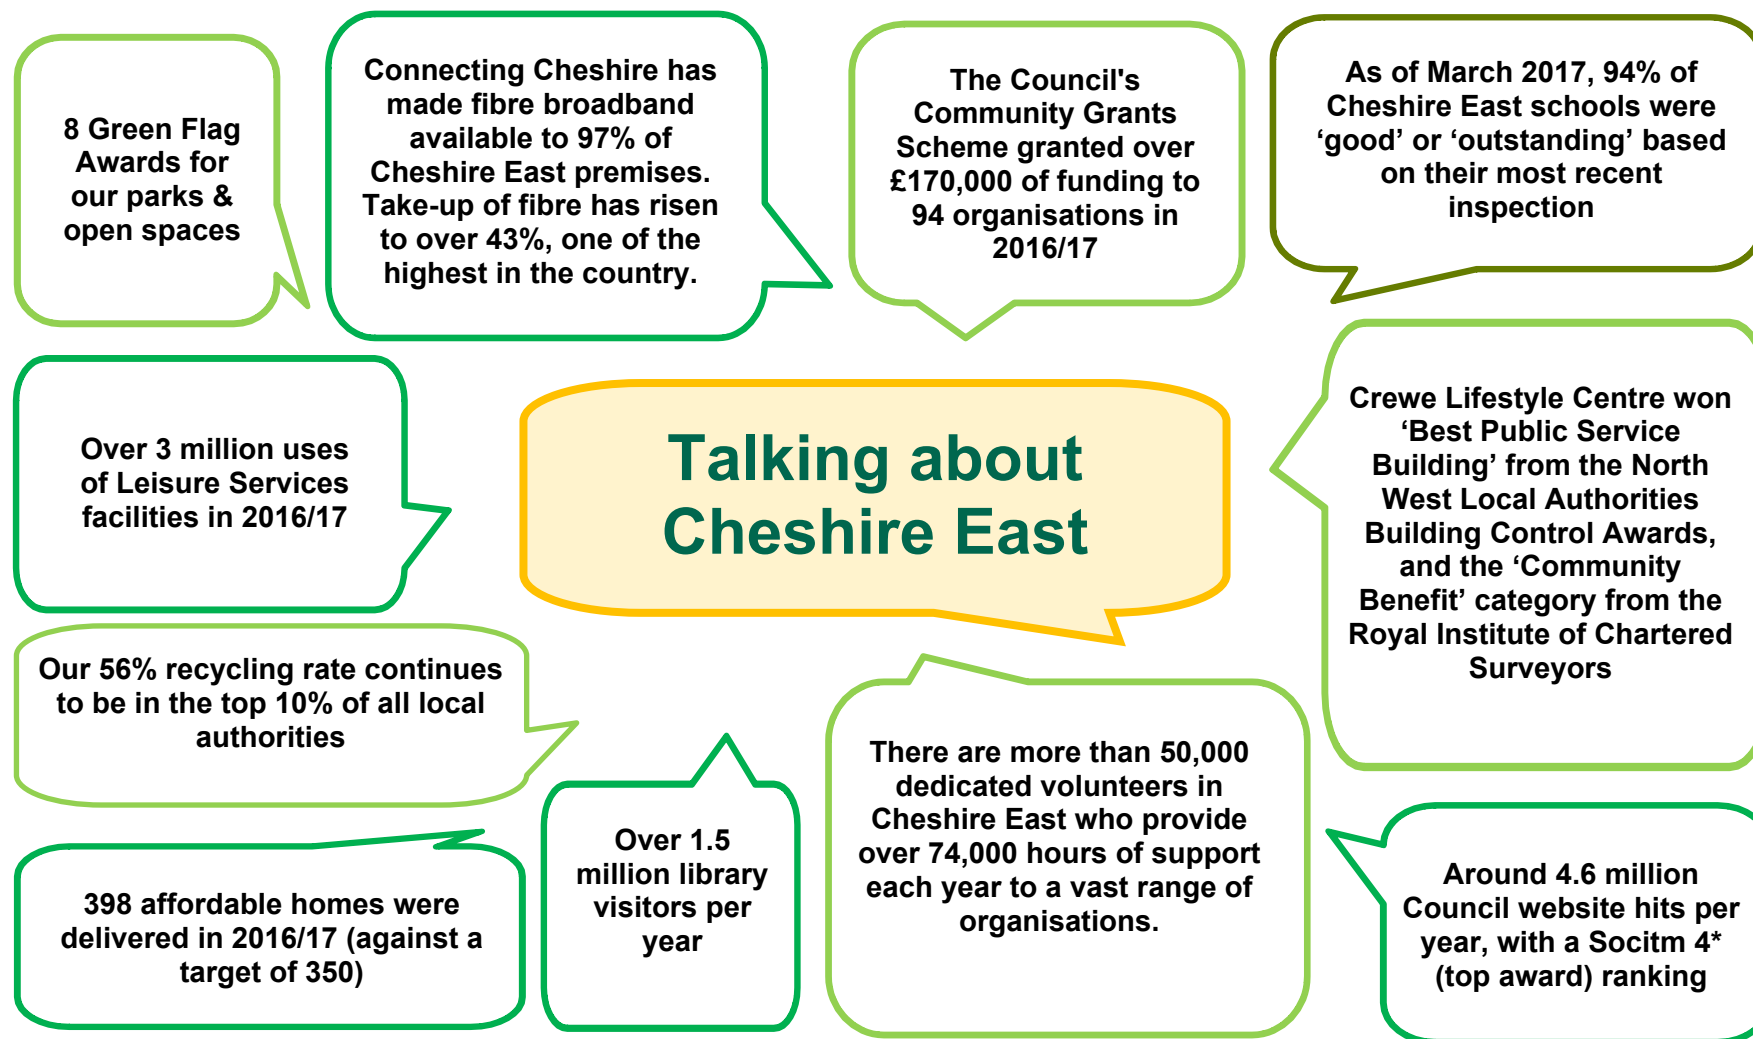 8 Green Flag
Awards for
our parks &
open spaces
Connecting Cheshire has
made fibre broadband
available to 97% of
Cheshire East premises.
Take-up of fibre has risen
to over 43%, one of the
highest in the country.
The Council's
Community Grants
Scheme granted over
£170,000 of funding to
94 organisations in
2016/17
As of March 2017, 94% of
Cheshire East schools were
‘good’ or ‘outstanding’ based
on their most recent
inspection
Over 3 million uses
of Leisure Services
facilities in 2016/17
Talking about
Cheshire East
Crewe Lifestyle Centre won
‘Best Public Service
Building’ from the North
West Local Authorities
Building Control Awards,
and the ‘Community
Benefit’ category from the
Royal Institute of Chartered
Surveyors
Our 56% recycling rate continues
to be in the top 10% of all local
authorities
398 affordable homes were
delivered in 2016/17 (against a
target of 350)
Over 1.5
million library
visitors per
year
There are more than 50,000
dedicated volunteers in
Cheshire East who provide
over 74,000 hours of support
each year to a vast range of
organisations.
Around 4.6 million
Council website hits per
year, with a Socitm 4*
(top award) ranking